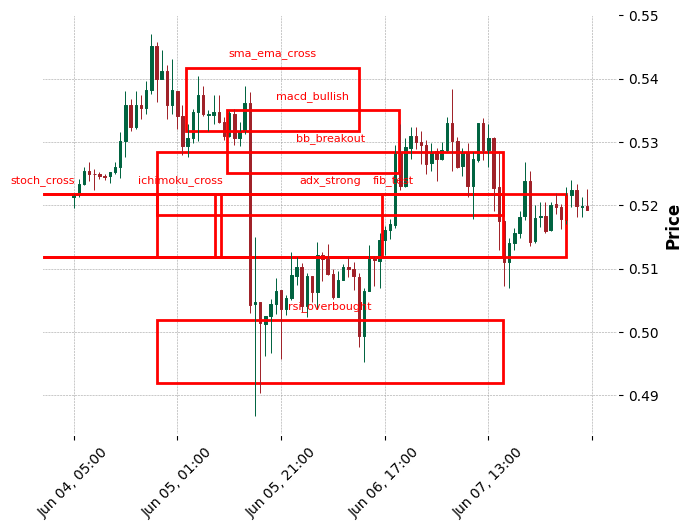 0.55
sma_ema_cross
0.54
macd_bullish
0.53
bb_breakout
stoch_cross ichimoku_cross adx_strong fib_test
0.52
0.51
rsi_overbought
0.50
0.49
Price
Jun 04, 05:00 Jun 05, 01:00 Jun 05, 21:00 Jun 06, 17:00 Jun 07, 13:00